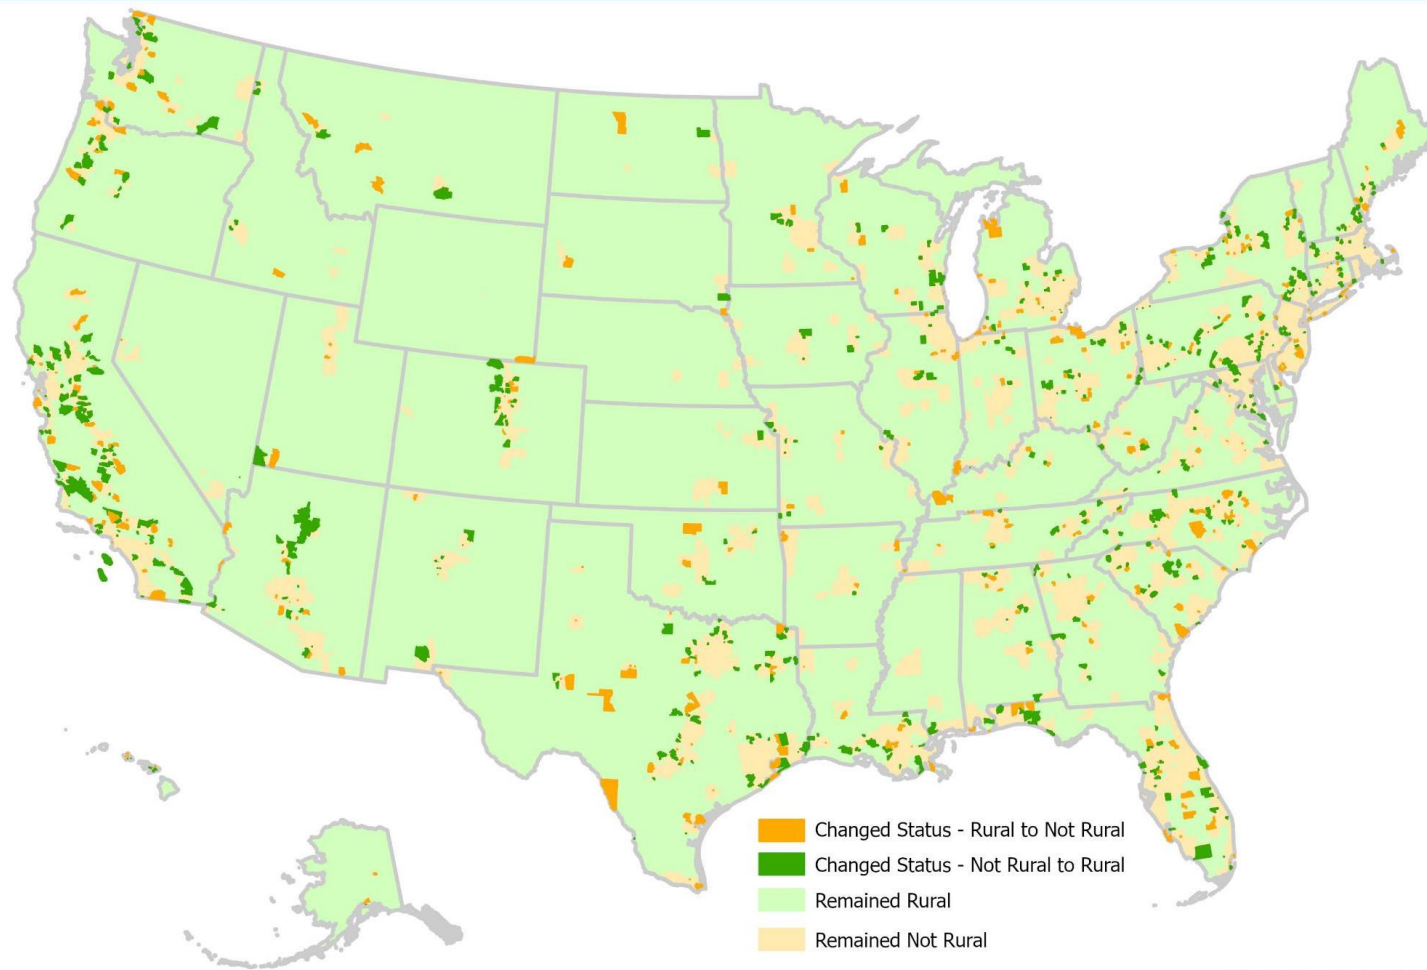 Changed Status - Rural to Not Rural
Changed Status - Not Rural to Rural
Remained Rural
Remained Not Rural